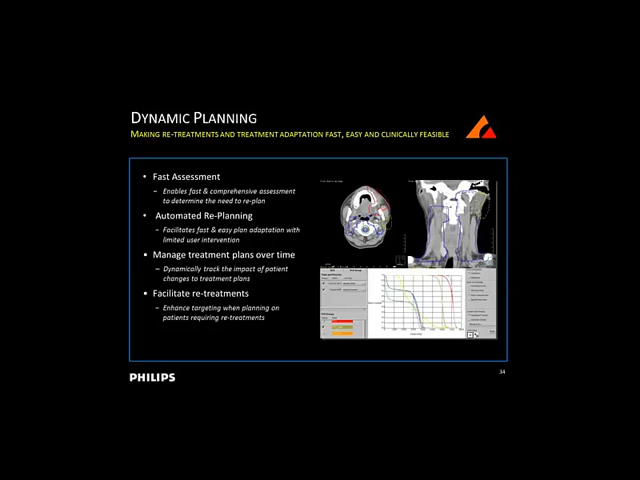 DYNAMIC PLANNING
MAKING RE-TREATMENTS AND TREATMENT ADAPTATION FAST, EASY AND CLINICALLY FEASIBLE
• Fast Assessment
– Enables fast & comprehensive assessment
to determine the need to re-plan
• Automated Re-Planning
– Facilitates fast & easy plan adaptation with
limited user intervention
• Manage treatment plans over time
– Dynamically track the impact of patient
changes to treatment plans
• Facilitate re-treatments
– Enhance targeting when planning on
patients requiring re-treatments
PHILIPS
34